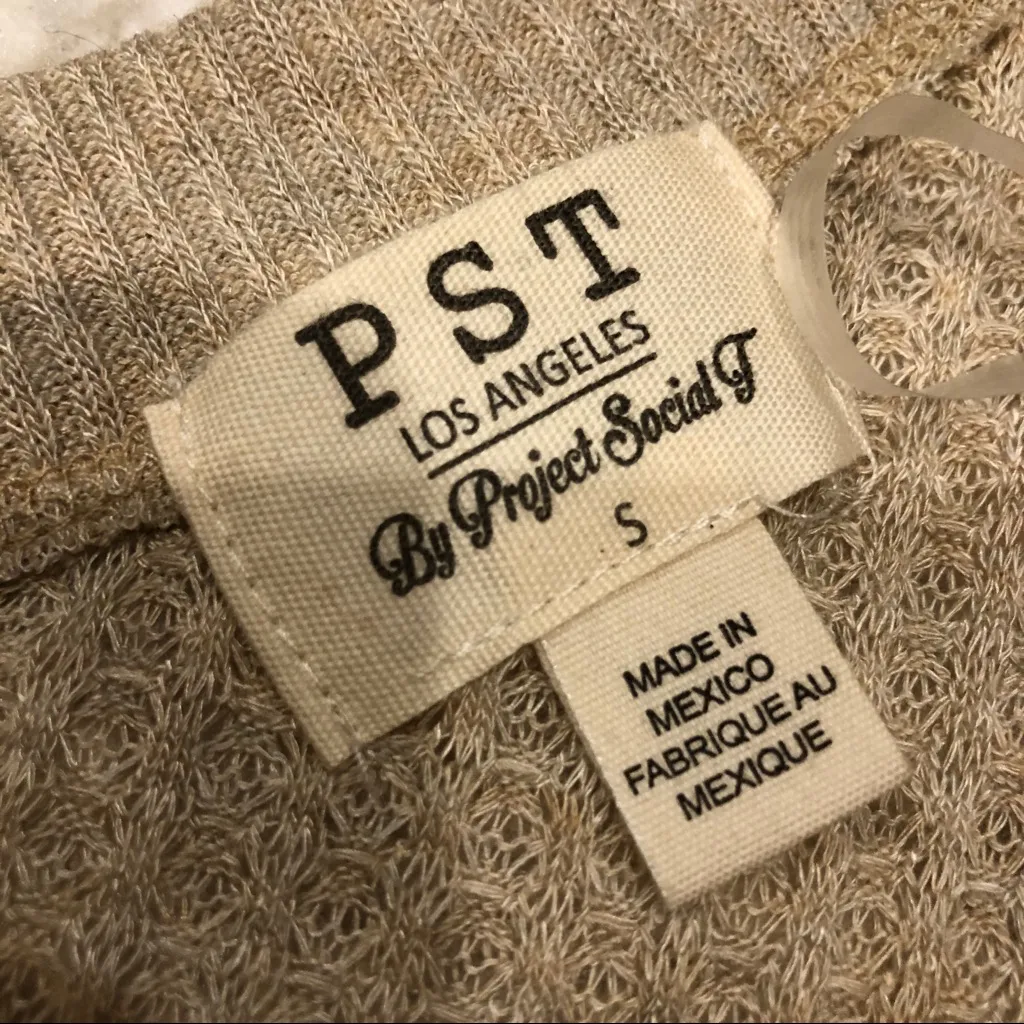 PST
LOS ANGELES
By Project Social T
S
MADE IN
MEXICO
FABRIQUE AU
MEXIQUE